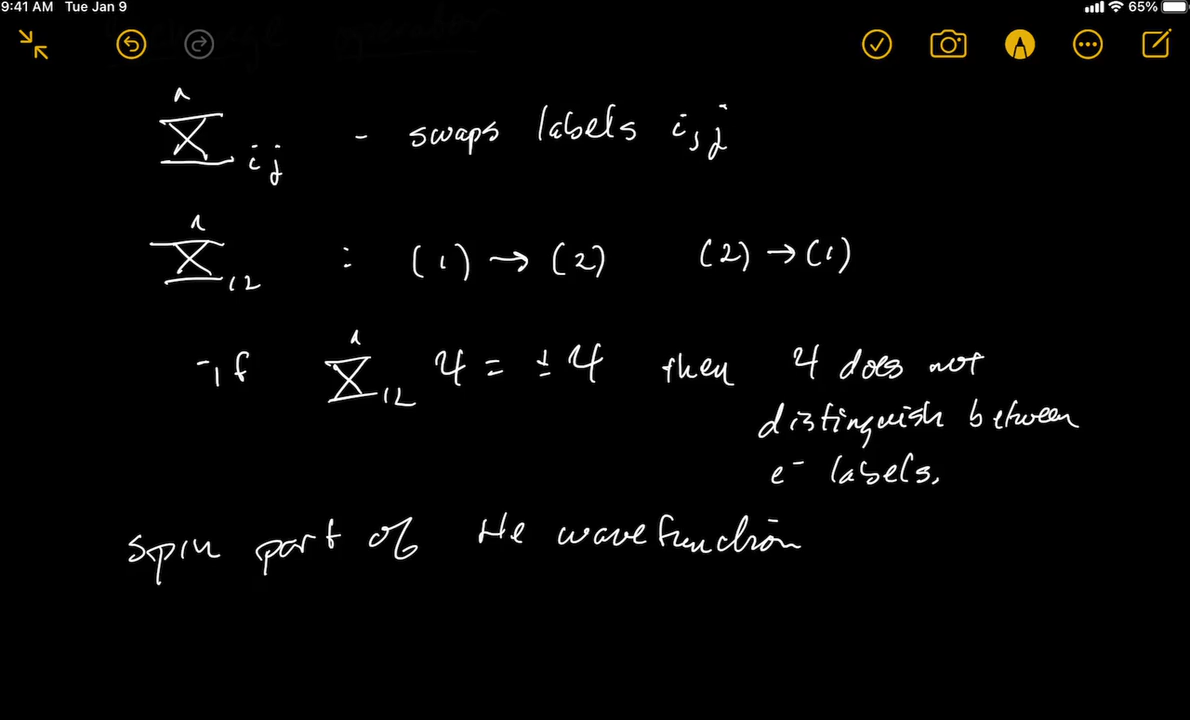 9:41 AM Tue Jan 9 65%
operator
X̂ij - swaps labels i,j
X̂12 : (1) → (2) (2) → (1)
- if X̂12 Ψ = ± Ψ then Ψ does not
distinguish between
e⁻ labels.
spin part of He wavefunction